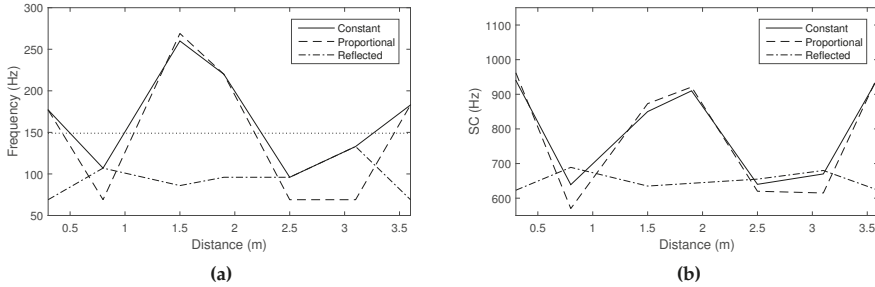 300
250
200
150
100
50
Frequency (Hz)
0.5 1 1.5 2 2.5 3 3.5
Distance (m)
Constant
Proportional
Reflected
(a)
1100
1000
900
800
700
600
SC (Hz)
0.5 1 1.5 2 2.5 3 3.5
Distance (m)
Constant
Proportional
Reflected
(b)